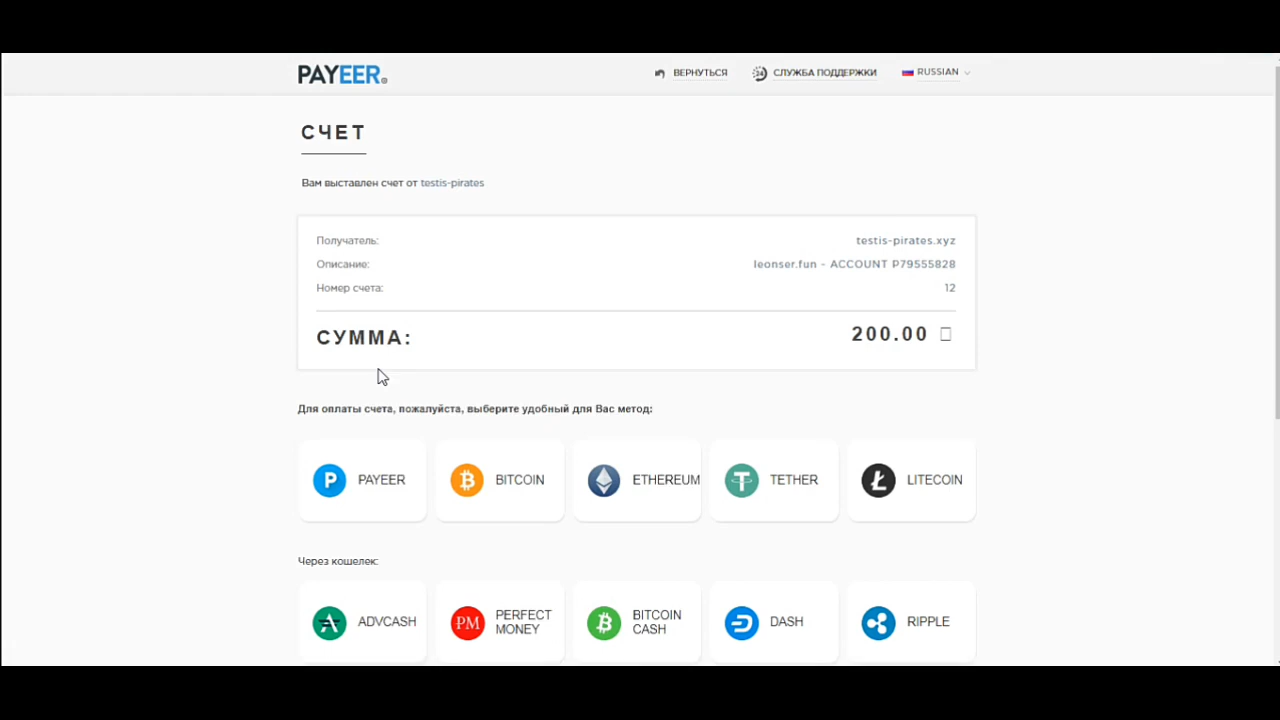 PAYEER
ВЕРНУТЬСЯ
24 СЛУЖБА ПОДДЕРЖКИ
RUSSIAN
СЧЕТ
Вам выставлен счет от testis-pirates
Получатель: testis-pirates.xyz
Описание: leonser.fun - ACCOUNT P79555828
Номер счета: 12
СУММА: 200.00
Для оплаты счета, пожалуйста, выберите удобный для Вас метод:
P PAYEER
BITCOIN
ETHEREUM
TETHER
LITECOIN
Через кошелек:
ADVCASH
PM PERFECT MONEY
BITCOIN CASH
DASH
RIPPLE